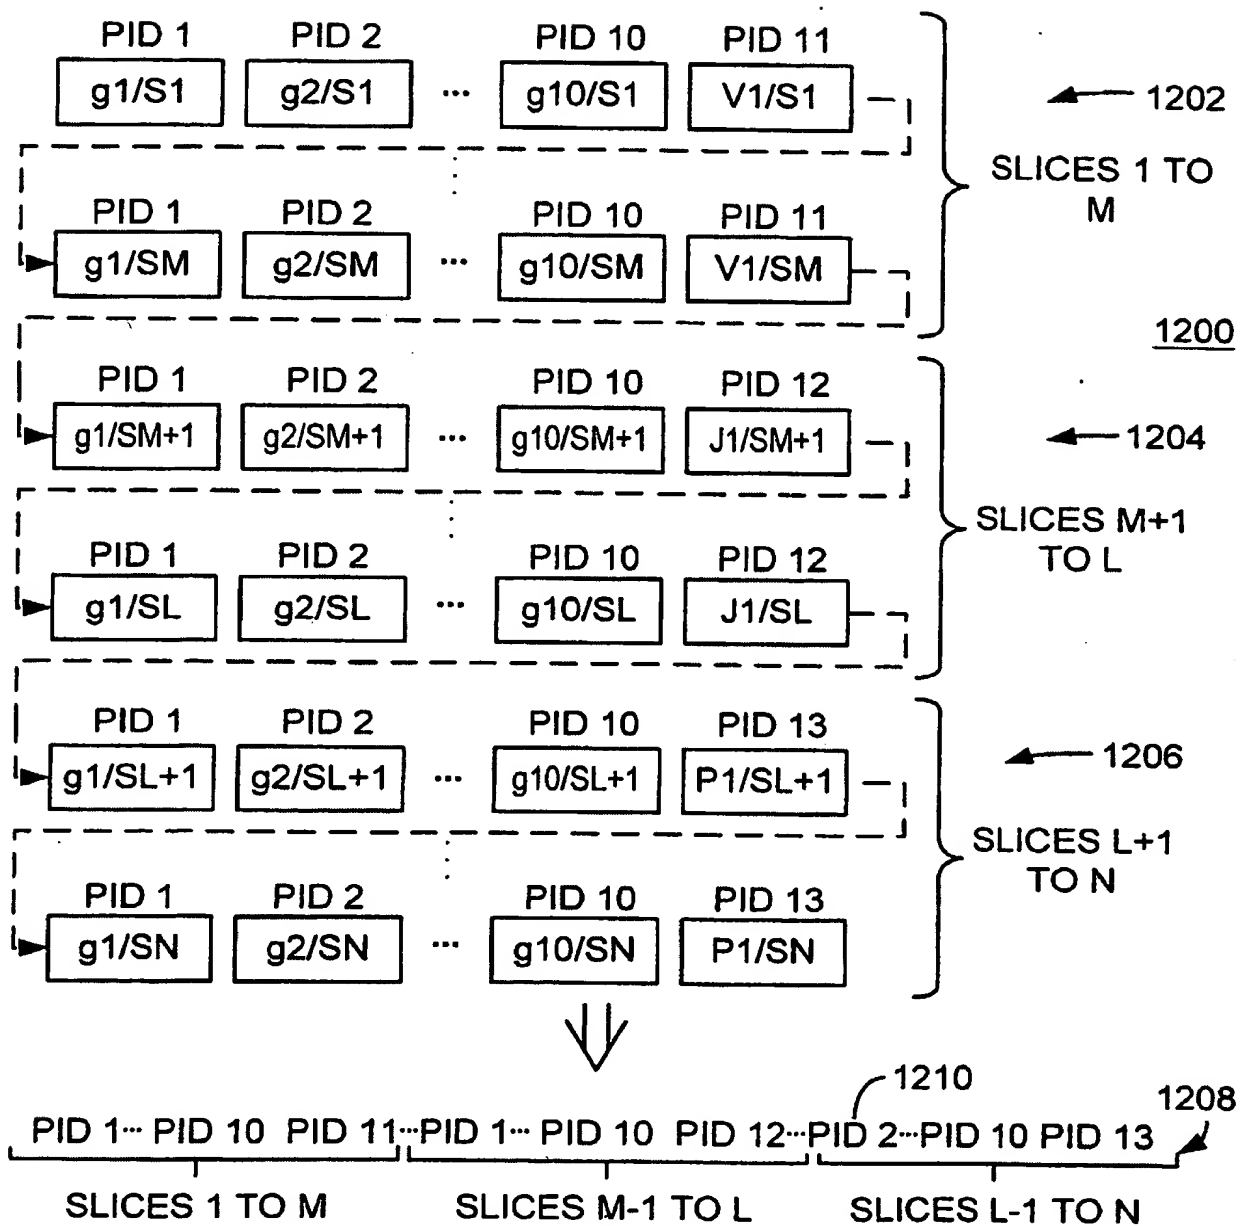 PID 1 PID 2 PID 10 PID 11
g1/S1 g2/S1 ... g10/S1 V1/S1
1202
SLICES 1 TO
M
PID 1 PID 2 PID 10 PID 11
g1/SM g2/SM ... g10/SM V1/SM
1200
PID 1 PID 2 PID 10 PID 12
g1/SM+1 g2/SM+1 ... g10/SM+1 J1/SM+1
1204
SLICES M+1
TO L
PID 1 PID 2 PID 10 PID 12
g1/SL g2/SL ... g10/SL J1/SL
PID 1 PID 2 PID 10 PID 13
g1/SL+1 g2/SL+1 ... g10/SL+1 P1/SL+1
1206
SLICES L+1
TO N
PID 1 PID 2 PID 10 PID 13
g1/SN g2/SN ... g10/SN P1/SN
1210
1208
PID 1... PID 10 PID 11...PID 1... PID 10 PID 12...PID 2...PID 10 PID 13
SLICES 1 TO M SLICES M-1 TO L SLICES L-1 TO N